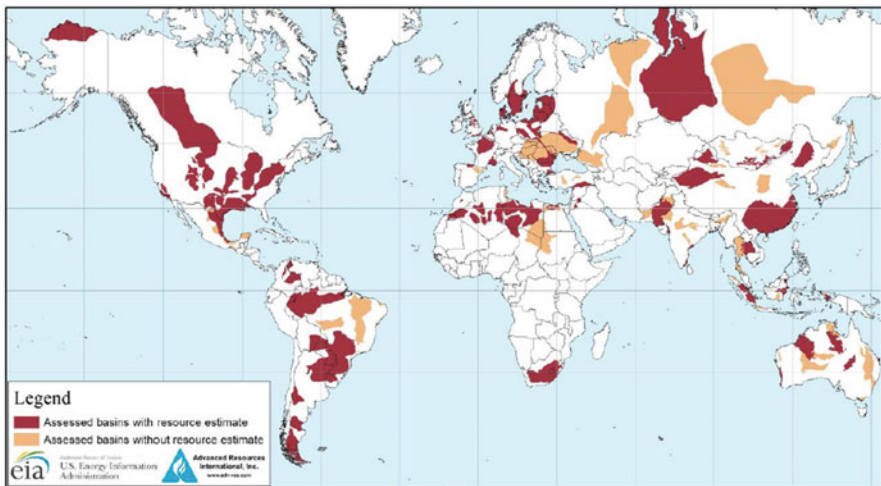 Legend
Assessed basins with resource estimate
Assessed basins without resource estimate
eia
U.S. Energy Information
Administration
Advanced Resources
International, Inc.